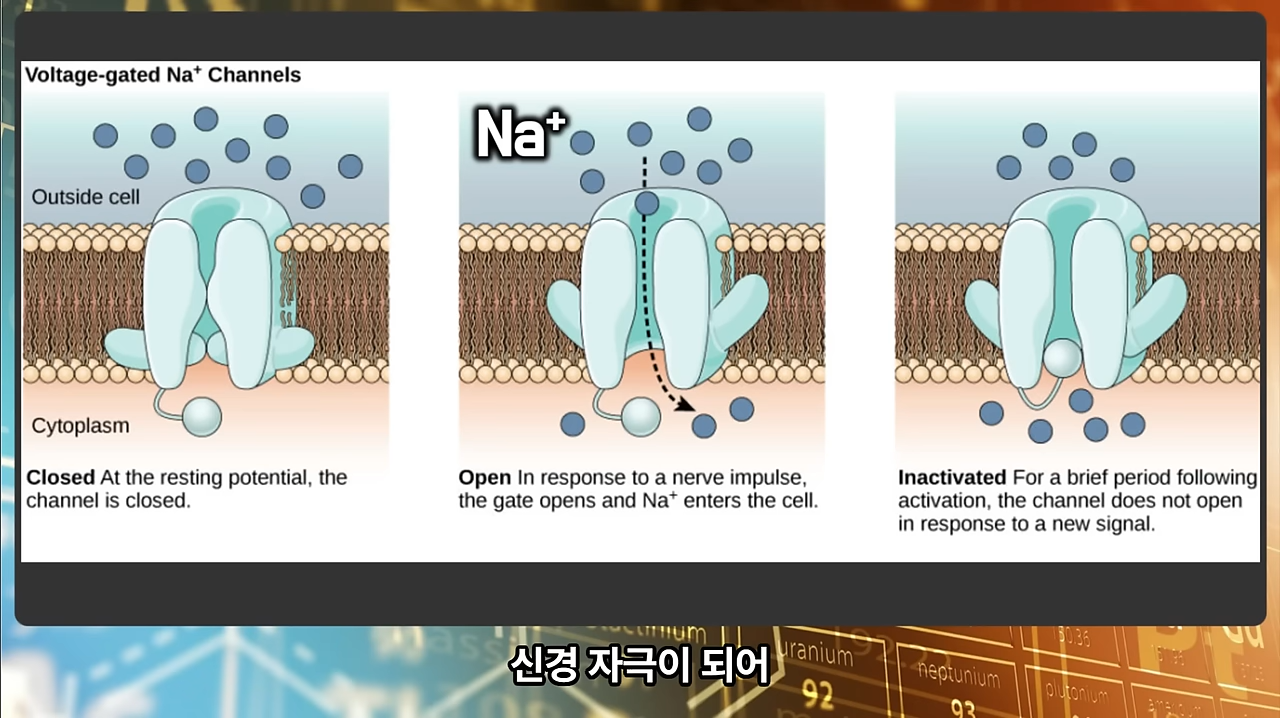 Voltage-gated Na⁺ Channels
Na⁺
Outside cell
Cytoplasm
Closed At the resting potential, the
channel is closed.
Open In response to a nerve impulse,
the gate opens and Na⁺ enters the cell.
Inactivated For a brief period following
activation, the channel does not open
in response to a new signal.
신경 자극이 되어
uranium
92
neptunium
93
plutonium